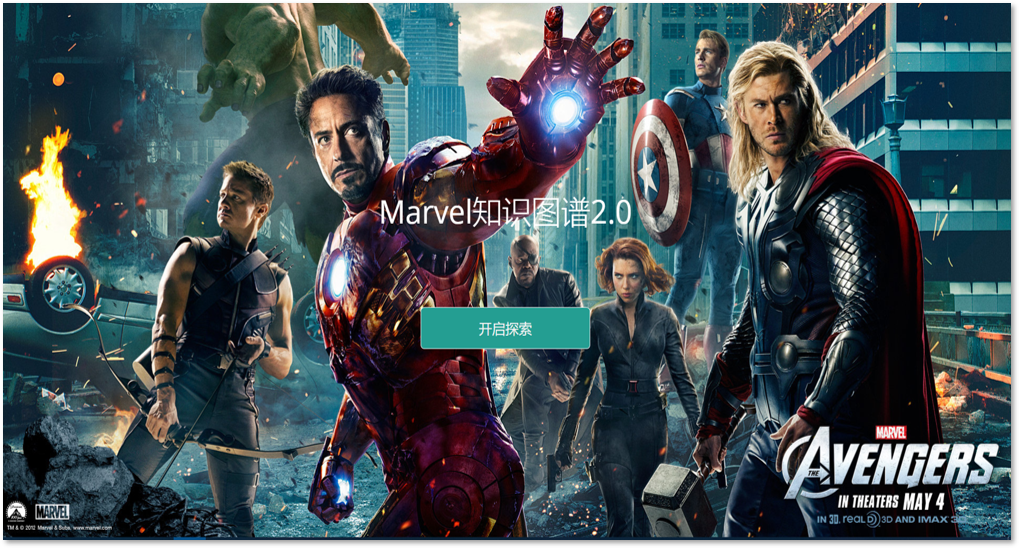 Marvel知识图谱2.0
开启探索
MARVEL
THE AVENGERS
IN THEATERS MAY 4
IN 3D, REAL D 3D AND IMAX 3D
MARVEL
TM & © 2012 Marvel & Subs. www.marvel.com